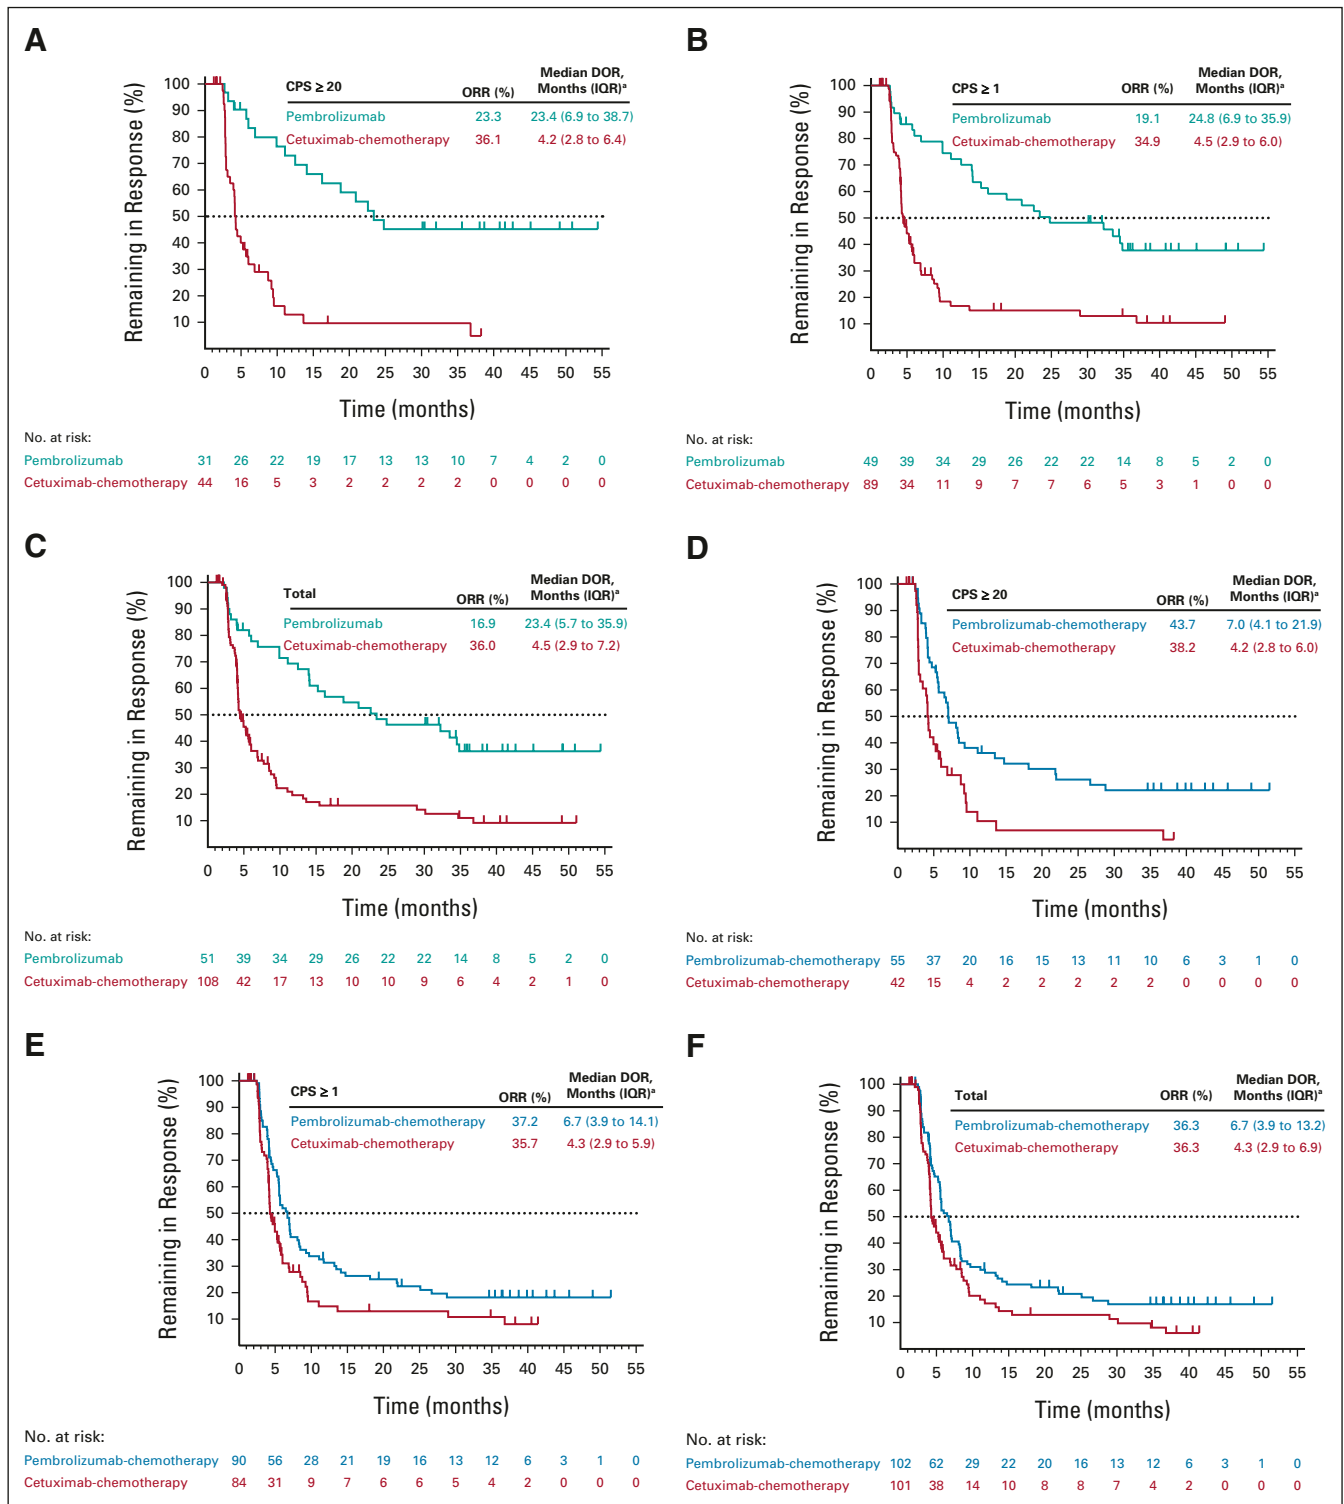 A
Remaining in Response (%)
100
90
80
70
60
50
40
30
20
10
CPS ≥ 20
ORR (%)
Median DOR,
Months (IQR)ª
Pembrolizumab 23.3 23.4 (6.9 to 38.7)
Cetuximab-chemotherapy 36.1 4.2 (2.8 to 6.4)
0 5 10 15 20 25 30 35 40 45 50 55
Time (months)
No. at risk:
Pembrolizumab 31 26 22 19 17 13 13 10 7 4 2 0
Cetuximab-chemotherapy 44 16 5 3 2 2 2 2 0 0 0 0
B
Remaining in Response (%)
100
90
80
70
60
50
40
30
20
10
CPS ≥ 1
ORR (%)
Median DOR,
Months (IQR)ª
Pembrolizumab 19.1 24.8 (6.9 to 35.9)
Cetuximab-chemotherapy 34.9 4.5 (2.9 to 6.0)
0 5 10 15 20 25 30 35 40 45 50 55
Time (months)
No. at risk:
Pembrolizumab 49 39 34 29 26 22 22 14 8 5 2 0
Cetuximab-chemotherapy 89 34 11 9 7 7 6 5 3 1 0 0
C
Remaining in Response (%)
100
90
80
70
60
50
40
30
20
10
Total
ORR (%)
Median DOR,
Months (IQR)ª
Pembrolizumab 16.9 23.4 (5.7 to 35.9)
Cetuximab-chemotherapy 36.0 4.5 (2.9 to 7.2)
0 5 10 15 20 25 30 35 40 45 50 55
Time (months)
No. at risk:
Pembrolizumab 51 39 34 29 26 22 22 14 8 5 2 0
Cetuximab-chemotherapy 108 42 17 13 10 10 9 6 4 2 1 0
D
Remaining in Response (%)
100
90
80
70
60
50
40
30
20
10
CPS ≥ 20
ORR (%)
Median DOR,
Months (IQR)ª
Pembrolizumab-chemotherapy 43.7 7.0 (4.1 to 21.9)
Cetuximab-chemotherapy 38.2 4.2 (2.8 to 6.0)
0 5 10 15 20 25 30 35 40 45 50 55
Time (months)
No. at risk:
Pembrolizumab-chemotherapy 55 37 20 16 15 13 11 10 6 3 1 0
Cetuximab-chemotherapy 42 15 4 2 2 2 2 2 0 0 0 0
E
Remaining in Response (%)
100
90
80
70
60
50
40
30
20
10
CPS ≥ 1
ORR (%)
Median DOR,
Months (IQR)ª
Pembrolizumab-chemotherapy 37.2 6.7 (3.9 to 14.1)
Cetuximab-chemotherapy 35.7 4.3 (2.9 to 5.9)
0 5 10 15 20 25 30 35 40 45 50 55
Time (months)
No. at risk:
Pembrolizumab-chemotherapy 90 56 28 21 19 16 13 12 6 3 1 0
Cetuximab-chemotherapy 84 31 9 7 6 6 5 4 2 0 0 0
F
Remaining in Response (%)
100
90
80
70
60
50
40
30
20
10
Total
ORR (%)
Median DOR,
Months (IQR)ª
Pembrolizumab-chemotherapy 36.3 6.7 (3.9 to 13.2)
Cetuximab-chemotherapy 36.3 4.3 (2.9 to 6.9)
0 5 10 15 20 25 30 35 40 45 50 55
Time (months)
No. at risk:
Pembrolizumab-chemotherapy 102 62 29 22 20 16 13 12 6 3 1 0
Cetuximab-chemotherapy 101 38 14 10 8 8 7 4 2 0 0 0